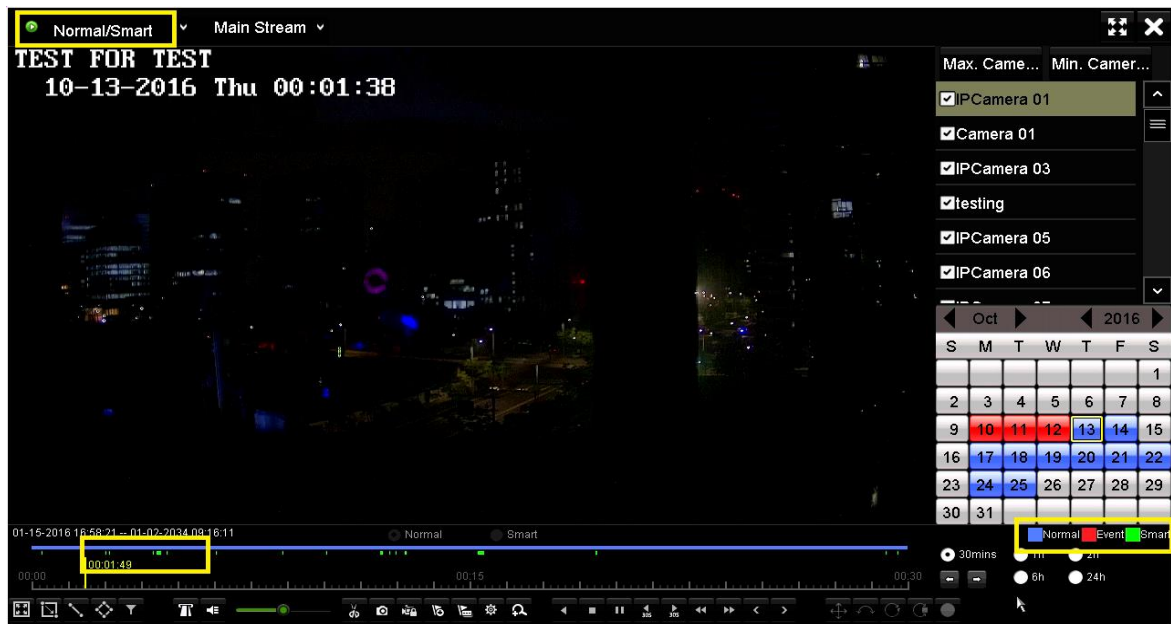 Normal/Smart
Main Stream
TEST FOR TEST
10-13-2016 Thu 00:01:38
Max. Came... Min. Camer...
IPCamera 01
Camera 01
IPCamera 03
testing
IPCamera 05
IPCamera 06
Oct 2016
S M T W T F S
1
2 3 4 5 6 7 8
9 10 11 12 13 14 15
16 17 18 19 20 21 22
23 24 25 26 27 28 29
30 31
01-15-2016 16:58:21 -- 01-02-2034 09:16:11
Normal Smart
Normal Event Smart
00:01:49
00:00 00:15 00:30
30mins 1h 2h
6h 24h
30S 30S